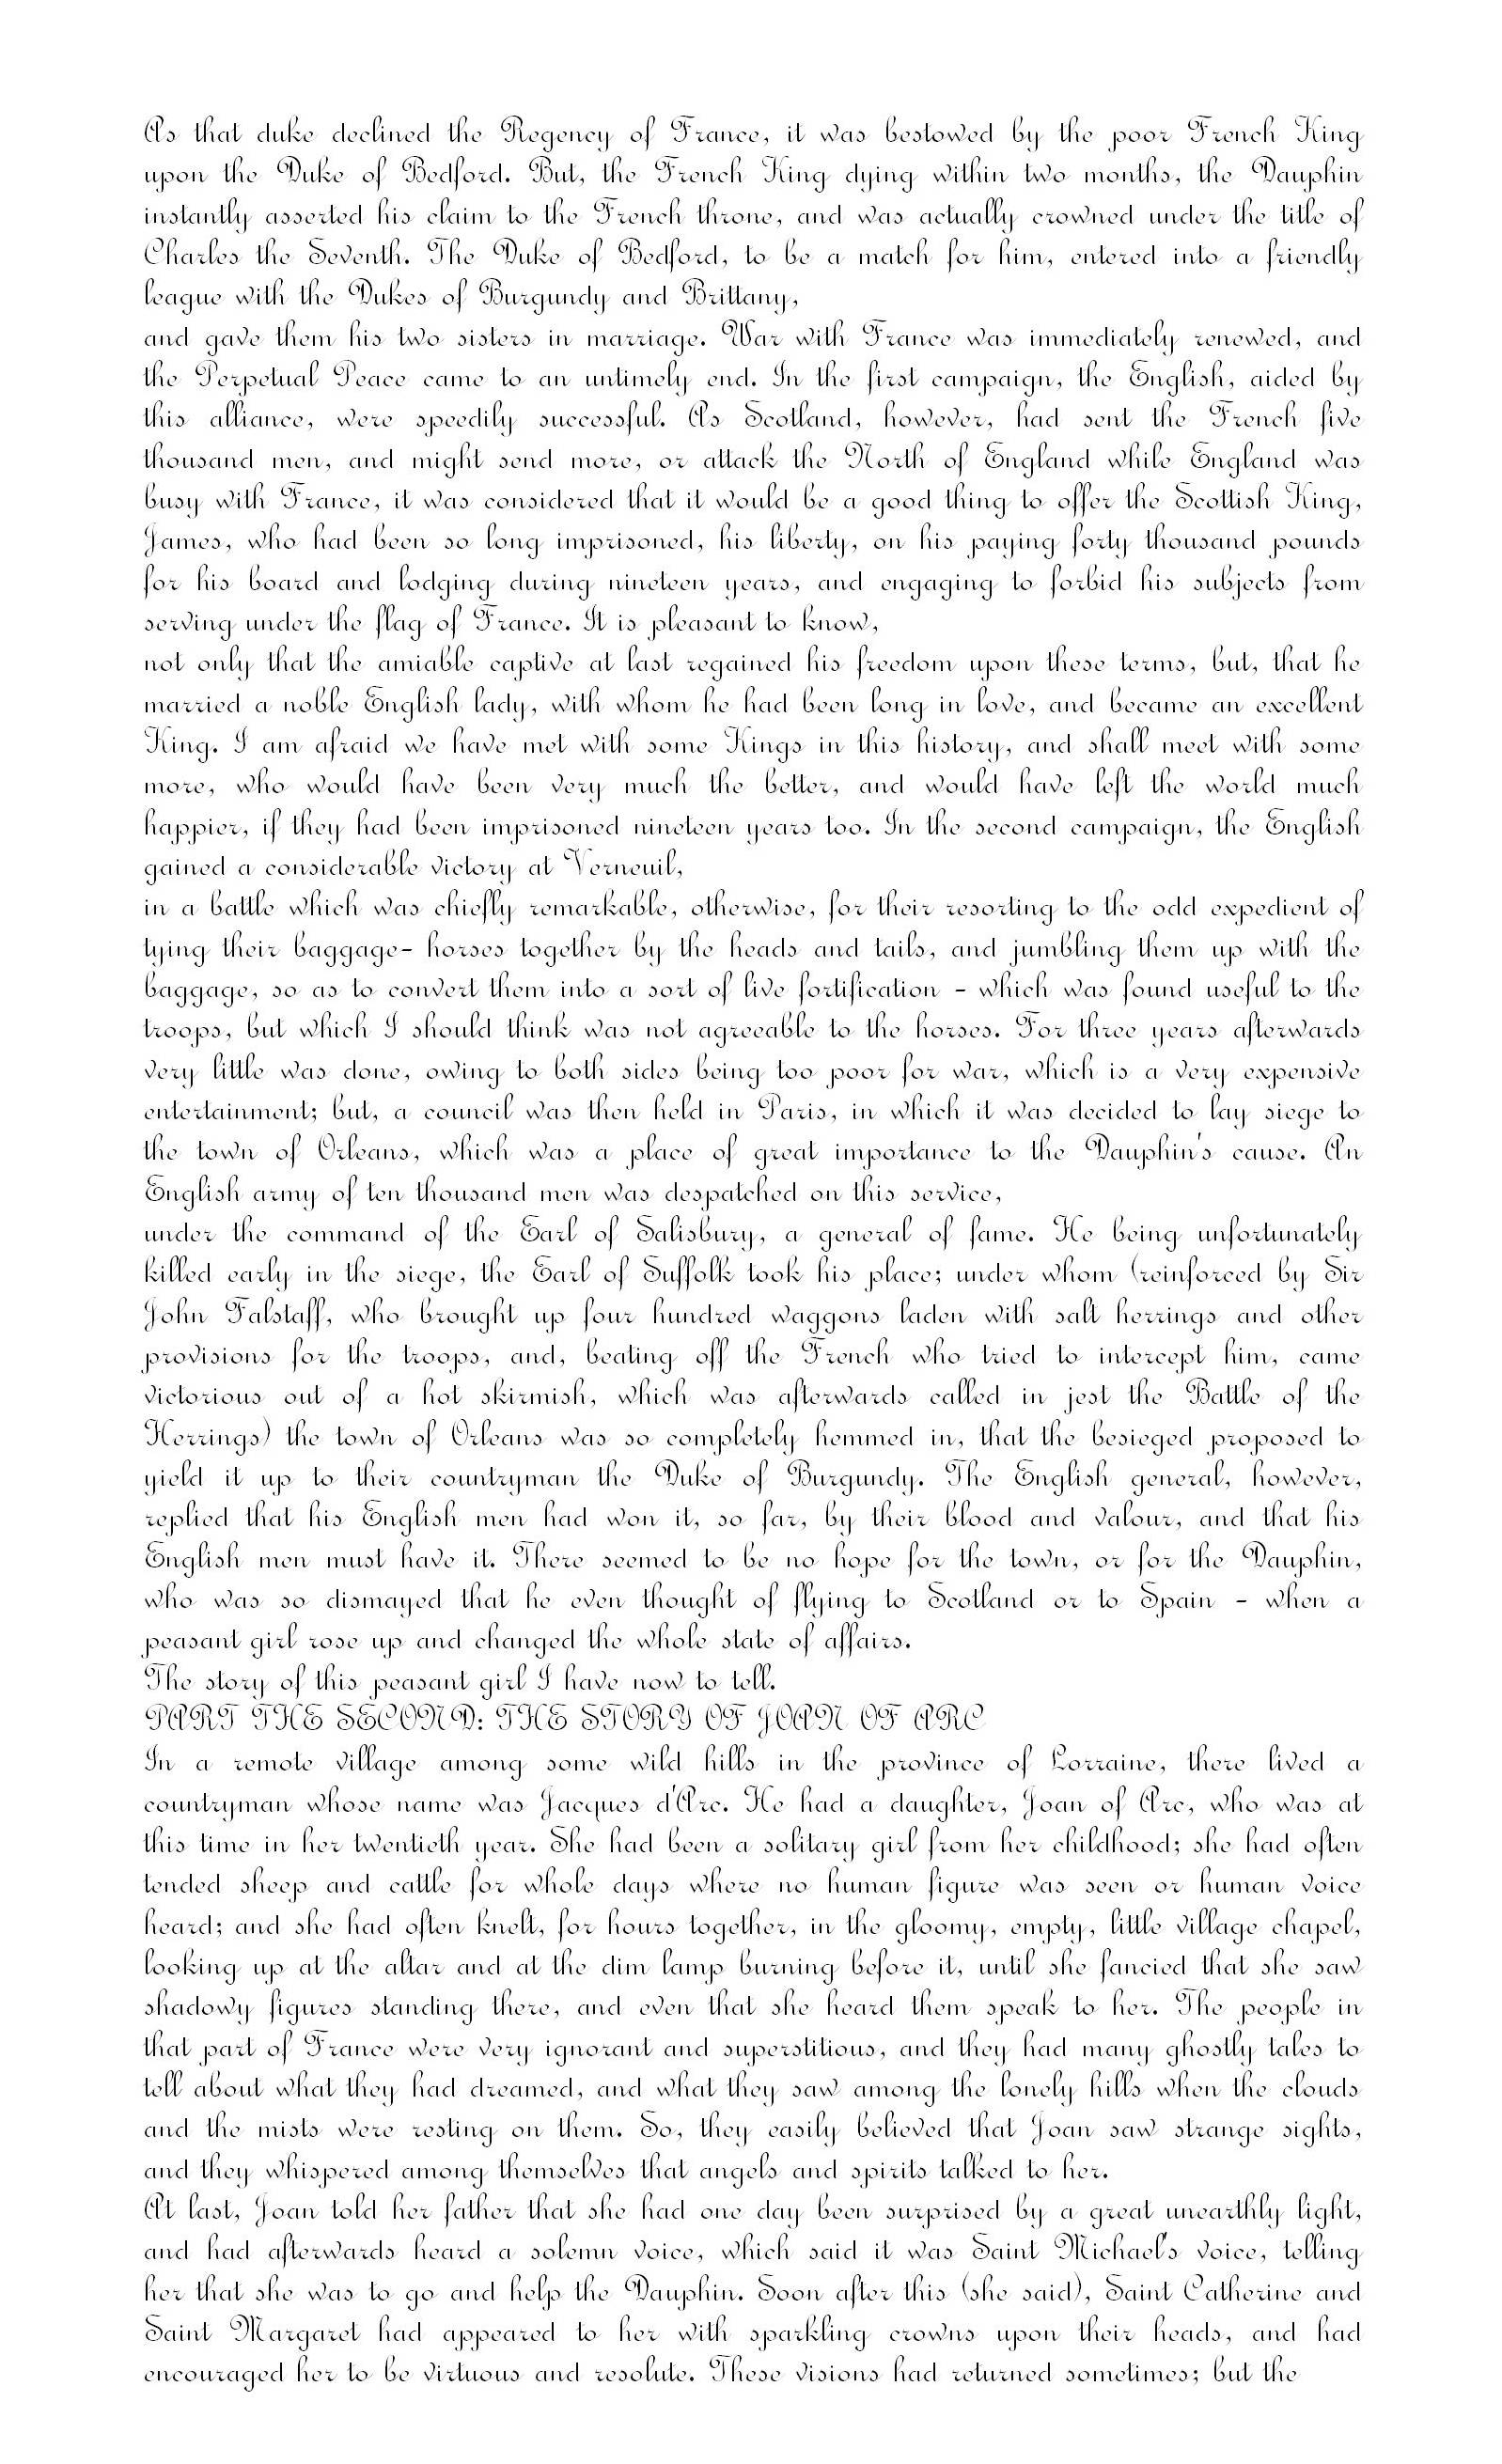 As that duke declined the Regency of France, it was bestowed by the poor French King
upon the Duke of Bedford. But, the French King dying within two months, the Dauphin
instantly asserted his claim to the French throne, and was actually crowned under the title of
Charles the Seventh. The Duke of Bedford, to be a match for him, entered into a friendly
league with the Dukes of Burgundy and Brittany,
and gave them his two sisters in marriage. War with France was immediately renewed, and
the Perpetual Peace came to an untimely end. In the first campaign, the English, aided by
this alliance, were speedily successful. As Scotland, however, had sent the French five
thousand men, and might send more, or attack the North of England while England was
busy with France, it was considered that it would be a good thing to offer the Scottish King,
James, who had been so long imprisoned, his liberty, on his paying forty thousand pounds
for his board and lodging during nineteen years, and engaging to forbid his subjects from
serving under the flag of France. It is pleasant to know,
not only that the amiable captive at last regained his freedom upon these terms, but, that he
married a noble English lady, with whom he had been long in love, and became an excellent
King. I am afraid we have met with some Kings in this history, and shall meet with some
more, who would have been very much the better, and would have left the world much
happier, if they had been imprisoned nineteen years too. In the second campaign, the English
gained a considerable victory at Verneuil,
in a battle which was chiefly remarkable, otherwise, for their resorting to the odd expedient of
tying their baggage- horses together by the heads and tails, and jumbling them up with the
baggage, so as to convert them into a sort of live fortification - which was found useful to the
troops, but which I should think was not agreeable to the horses. For three years afterwards
very little was done, owing to both sides being too poor for war, which is a very expensive
entertainment; but, a council was then held in Paris, in which it was decided to lay siege to
the town of Orleans, which was a place of great importance to the Dauphin's cause. An
English army of ten thousand men was despatched on this service,
under the command of the Earl of Salisbury, a general of fame. He being unfortunately
killed early in the siege, the Earl of Suffolk took his place; under whom (reinforced by Sir
John Falstaff, who brought up four hundred waggons laden with salt herrings and other
provisions for the troops, and, beating off the French who tried to intercept him, came
victorious out of a hot skirmish, which was afterwards called in jest the Battle of the
Herrings) the town of Orleans was so completely hemmed in, that the besieged proposed to
yield it up to their countryman the Duke of Burgundy. The English general, however,
replied that his English men had won it, so far, by their blood and valour, and that his
English men must have it. There seemed to be no hope for the town, or for the Dauphin,
who was so dismayed that he even thought of flying to Scotland or to Spain - when a
peasant girl rose up and changed the whole state of affairs.
The story of this peasant girl I have now to tell.
PART THE SECOND: THE STORY OF JOAN OF ARC
In a remote village among some wild hills in the province of Lorraine, there lived a
countryman whose name was Jacques d'Arc. He had a daughter, Joan of Arc, who was at
this time in her twentieth year. She had been a solitary girl from her childhood; she had often
tended sheep and cattle for whole days where no human figure was seen or human voice
heard; and she had often knelt, for hours together, in the gloomy, empty, little village chapel,
looking up at the altar and at the dim lamp burning before it, until she fancied that she saw
shadowy figures standing there, and even that she heard them speak to her. The people in
that part of France were very ignorant and superstitious, and they had many ghostly tales to
tell about what they had dreamed, and what they saw among the lonely hills when the clouds
and the mists were resting on them. So, they easily believed that Joan saw strange sights,
and they whispered among themselves that angels and spirits talked to her.
At last, Joan told her father that she had one day been surprised by a great unearthly light,
and had afterwards heard a solemn voice, which said it was Saint Michael's voice, telling
her that she was to go and help the Dauphin. Soon after this (she said), Saint Catherine and
Saint Margaret had appeared to her with sparkling crowns upon their heads, and had
encouraged her to be virtuous and resolute. These visions had returned sometimes; but the